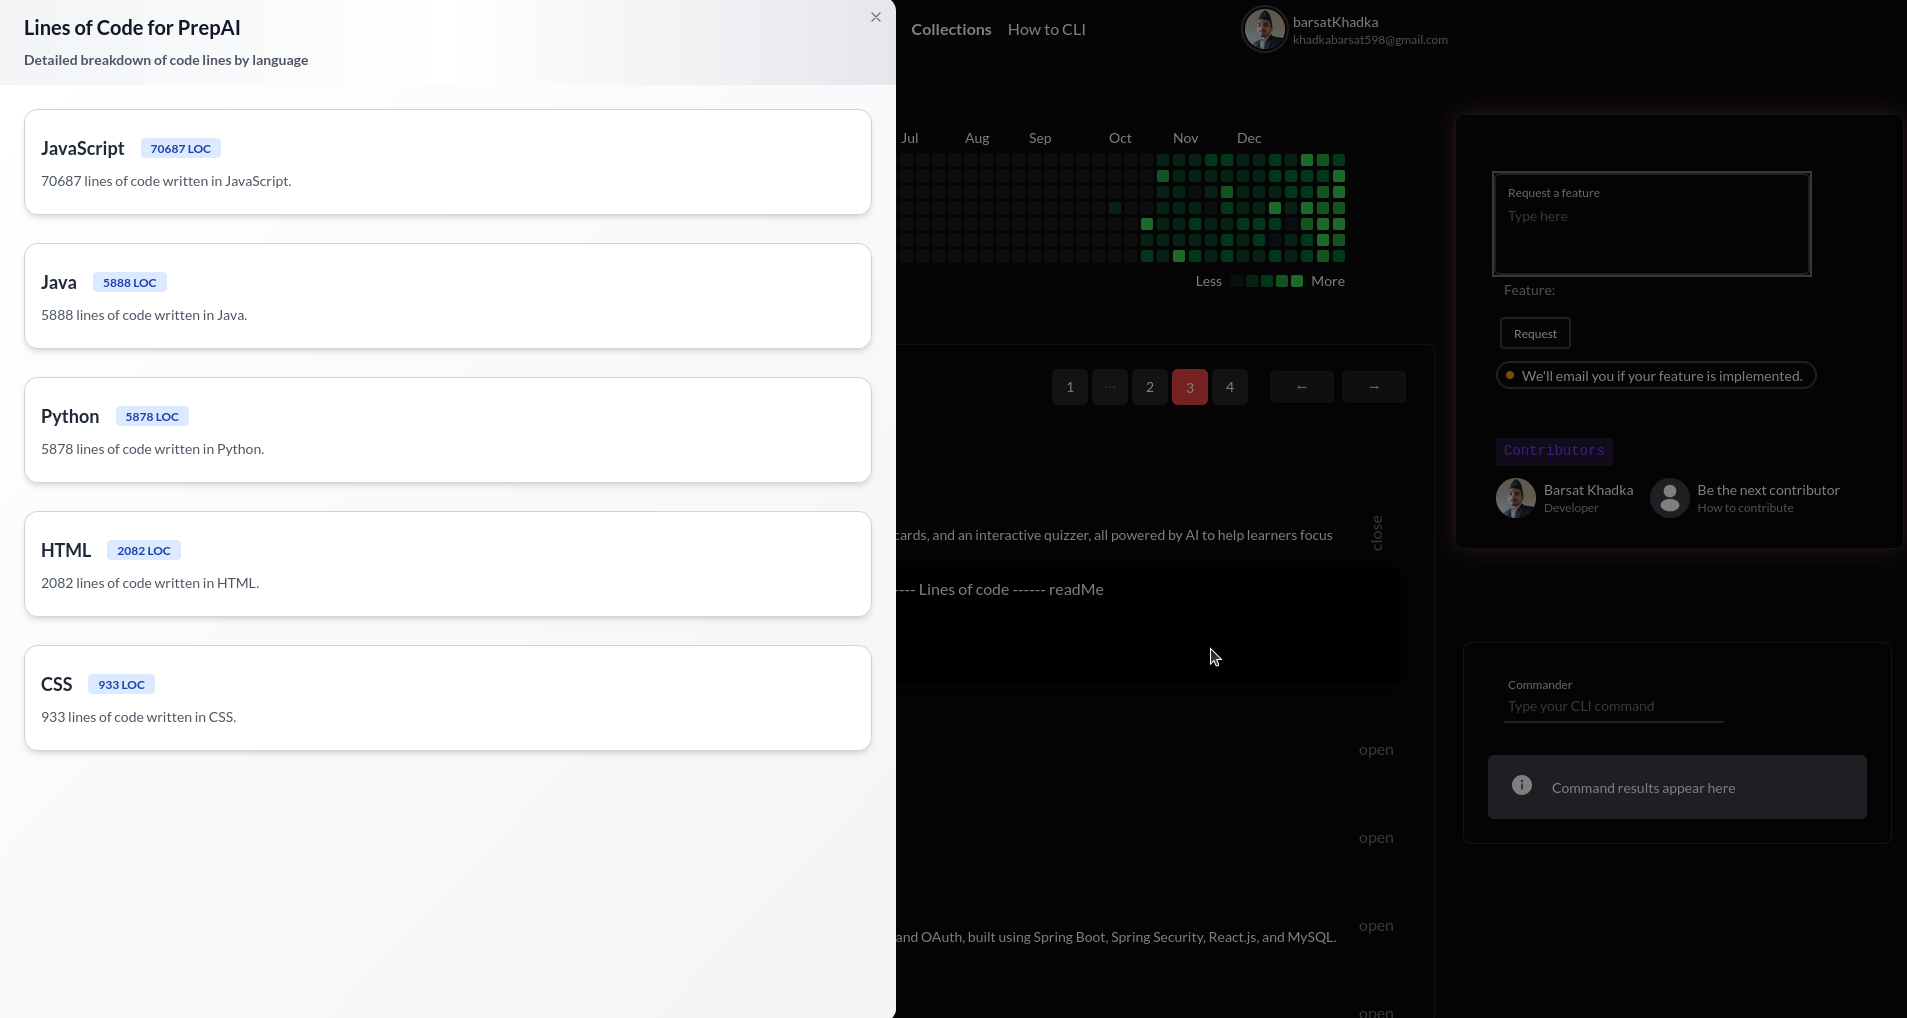 Lines of Code for PrepAI
Detailed breakdown of code lines by language
JavaScript 70687 LOC
70687 lines of code written in JavaScript.
Java 5888 LOC
5888 lines of code written in Java.
Python 5878 LOC
5878 lines of code written in Python.
HTML 2082 LOC
2082 lines of code written in HTML.
CSS 933 LOC
933 lines of code written in CSS.
Collections How to CLI
barsatKhadka
khadkabarsat598@gmail.com
Jul Aug Sep Oct Nov Dec
Less More
1 ... 2 3 4 ← →
cards, and an interactive quizzer, all powered by AI to help learners focus
close
---- Lines of code ------ readMe
open
open
open
and OAuth, built using Spring Boot, Spring Security, React.js, and MySQL.
open
Request a feature
Type here
Feature:
Request
We'll email you if your feature is implemented.
Contributors
Barsat Khadka
Developer
Be the next contributor
How to contribute
Commander
Type your CLI command
Command results appear here